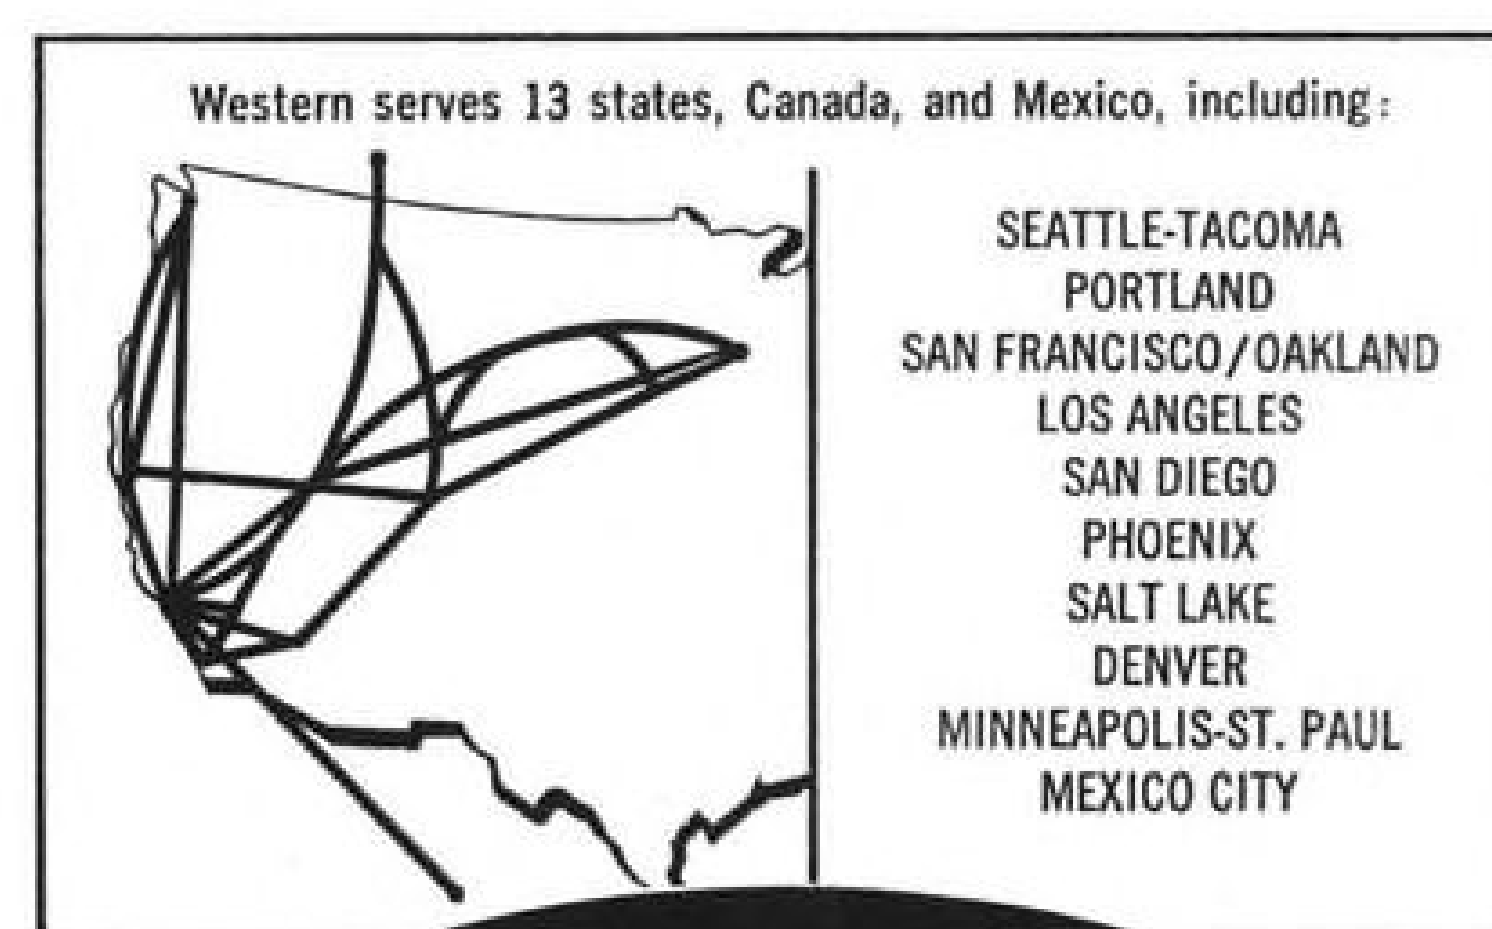 Western serves 13 states, Canada, and Mexico, including:
SEATTLE-TACOMA
PORTLAND
SAN FRANCISCO/OAKLAND
LOS ANGELES
SAN DIEGO
PHOENIX
SALT LAKE
DENVER
MINNEAPOLIS-ST. PAUL
MEXICO CITY